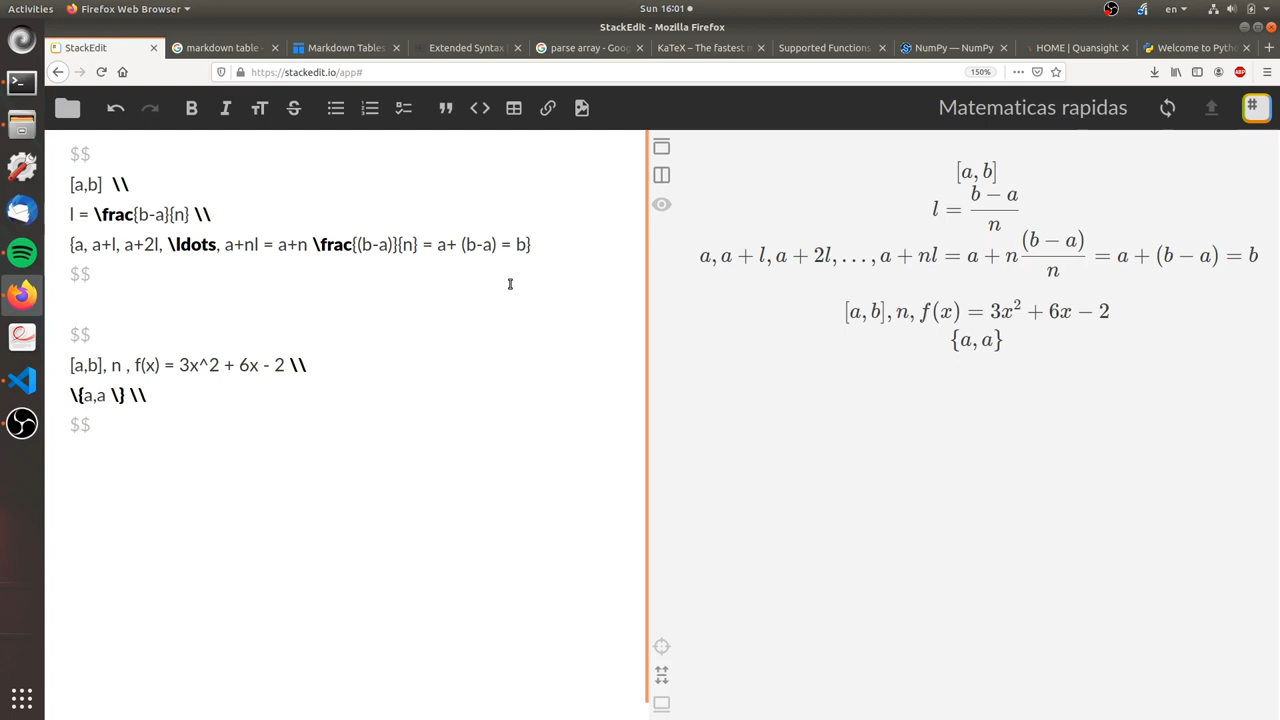 Activities Firefox Web Browser Sun 16:01 en
StackEdit - Mozilla Firefox
StackEdit markdown table - Markdown Tables Extended Syntax | parse array - Goo KaTeX – The fastest m Supported Functions NumPy — NumPy HOME | Quansight Welcome to Pyth
https://stackedit.io/app# 150% ABP
Matematicas rapidas
$$
[a,b] \\
l = \frac{b-a}{n} \\
{a, a+l, a+2l, \ldots, a+nl = a+n \frac{(b-a)}{n} = a+ (b-a) = b}
$$
$$
[a,b], n , f(x) = 3x^2 + 6x - 2 \\
\{a,a \} \\
$$
[a, b]
l = b − a / n
a, a + l, a + 2l, . . . , a + nl = a + n (b − a) / n = a + (b − a) = b
[a, b], n, f(x) = 3x² + 6x − 2
{a, a}